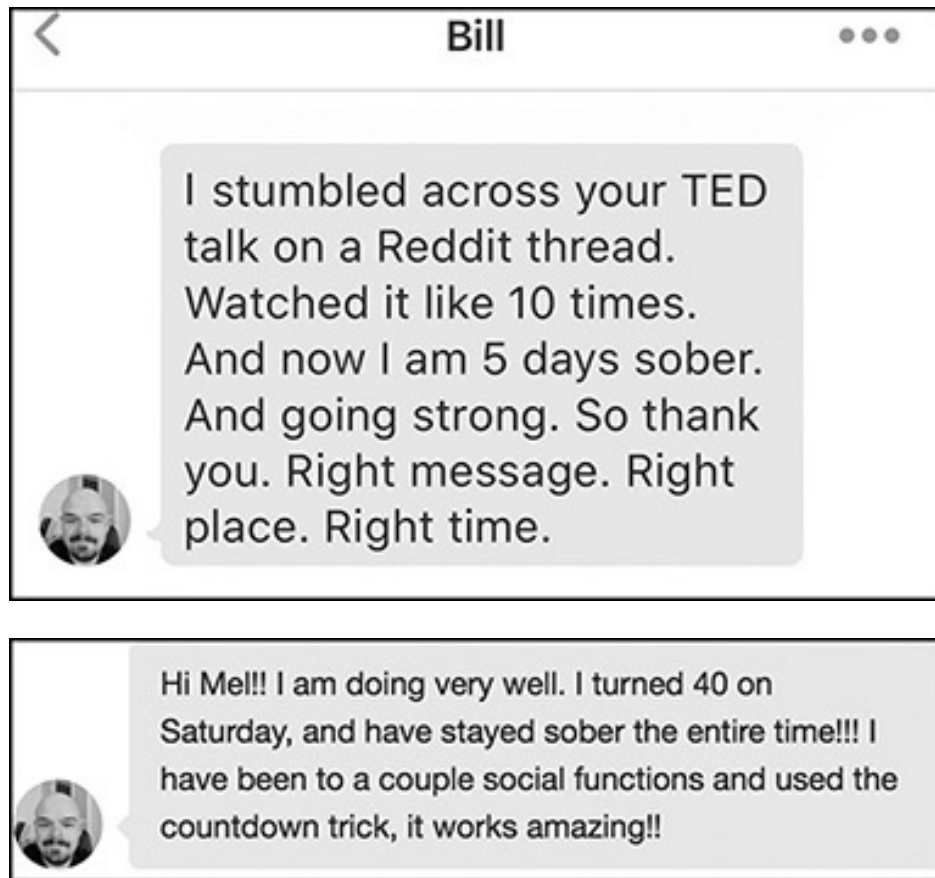 Bill
I stumbled across your TED
talk on a Reddit thread.
Watched it like 10 times.
And now I am 5 days sober.
And going strong. So thank
you. Right message. Right
place. Right time.
Hi Mel!! I am doing very well. I turned 40 on
Saturday, and have stayed sober the entire time!!! I
have been to a couple social functions and used the
countdown trick, it works amazing!!